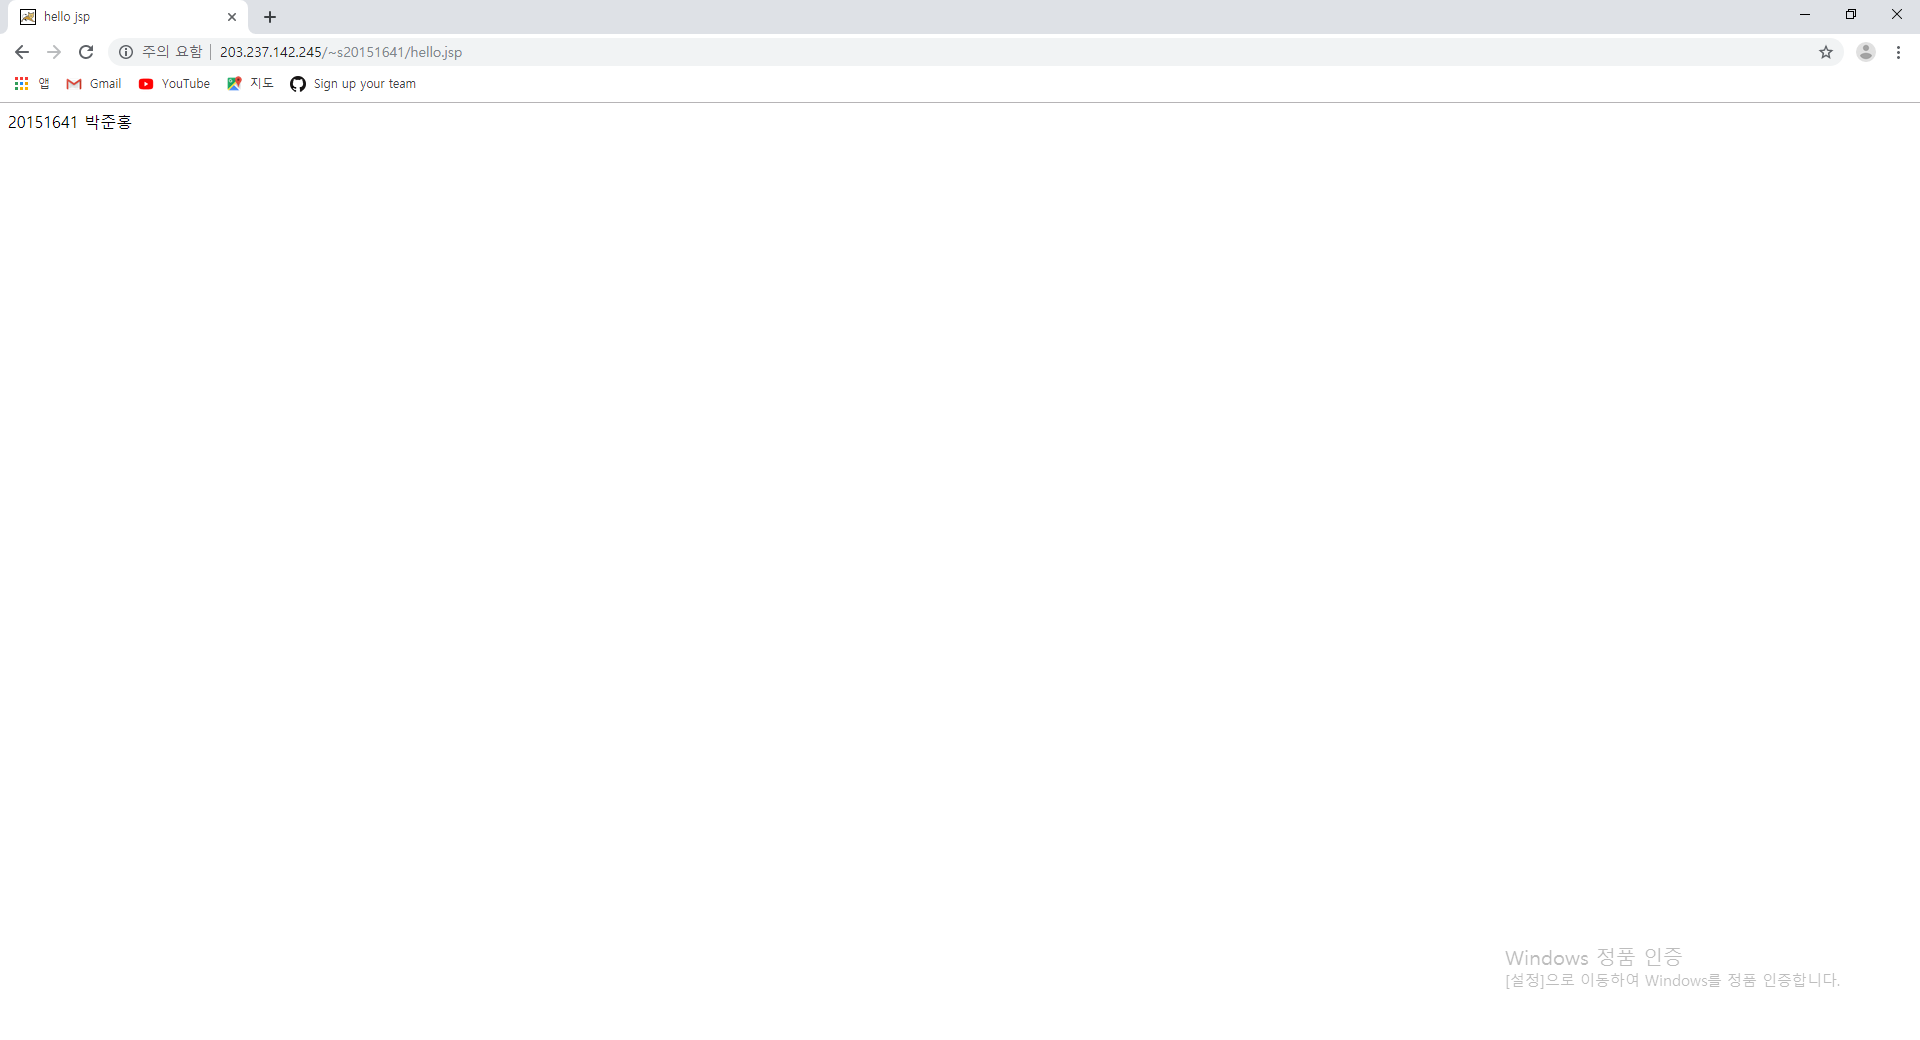 hello jsp
주의 요함 203.237.142.245/~s20151641/hello.jsp
앱 Gmail YouTube 지도 Sign up your team
20151641 박준홍
Windows 정품 인증
[설정]으로 이동하여 Windows를 정품 인증합니다.